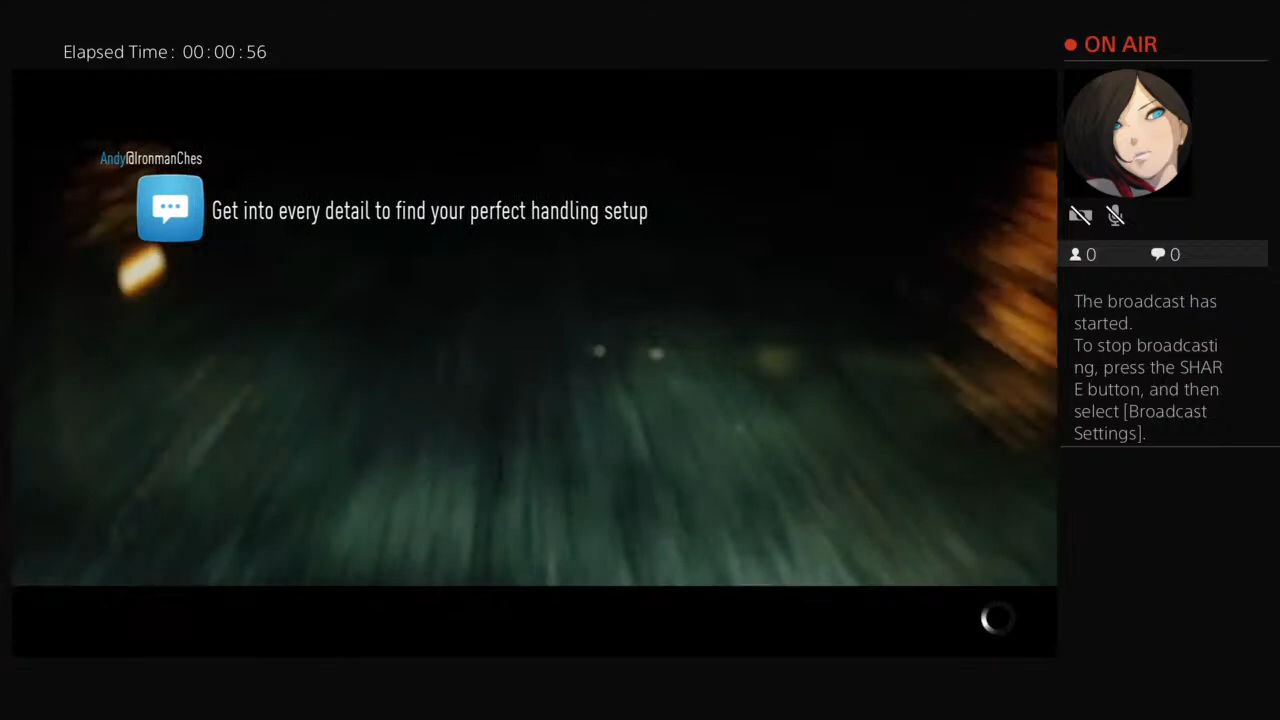 Elapsed Time: 00:00:56
ON AIR
Andy@IronmanChes
Get into every detail to find your perfect handling setup
0
0
The broadcast has
started.
To stop broadcasti
ng, press the SHAR
E button, and then
select [Broadcast
Settings].